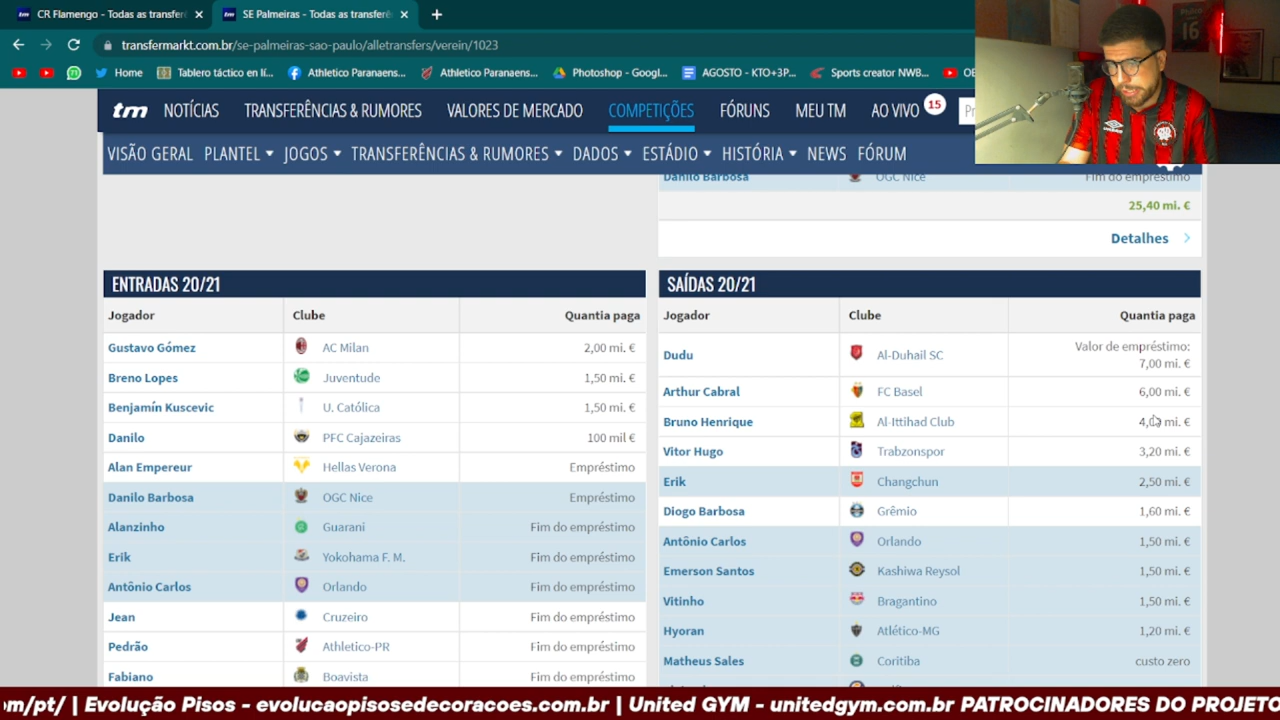 CR Flamengo - Todas as transferê
SE Palmeiras - Todas as transferê
transfermarkt.com.br/se-palmeiras-sao-paulo/alletransfers/verein/1023
Home
Tablero táctico en lí...
Athletico Paranaens...
Athletico Paranaens...
Photoshop - Googl...
AGOSTO - KTO+3P...
Sports creator NWB...
16
tm NOTÍCIAS TRANSFERÊNCIAS & RUMORES VALORES DE MERCADO COMPETIÇÕES FÓRUNS MEU TM AO VIVO 15
VISÃO GERAL PLANTEL JOGOS TRANSFERÊNCIAS & RUMORES DADOS ESTÁDIO HISTÓRIA NEWS FÓRUM
Danilo Barbosa OGC Nice Fim do empréstimo
25,40 mi. €
Detalhes
ENTRADAS 20/21
Jogador Clube Quantia paga
Gustavo Gómez AC Milan 2,00 mi. €
Breno Lopes Juventude 1,50 mi. €
Benjamín Kuscevic U. Católica 1,50 mi. €
Danilo PFC Cajazeiras 100 mil €
Alan Empereur Hellas Verona Empréstimo
Danilo Barbosa OGC Nice Empréstimo
Alanzinho Guarani Fim do empréstimo
Erik Yokohama F. M. Fim do empréstimo
Antônio Carlos Orlando Fim do empréstimo
Jean Cruzeiro Fim do empréstimo
Pedrão Athletico-PR Fim do empréstimo
Fabiano Boavista Fim do empréstimo
SAÍDAS 20/21
Jogador Clube Quantia paga
Dudu Al-Duhail SC Valor de empréstimo:
7,00 mi. €
Arthur Cabral FC Basel 6,00 mi. €
Bruno Henrique Al-Ittihad Club mi. €
Vitor Hugo Trabzonspor 3,20 mi. €
Erik Changchun 2,50 mi. €
Diogo Barbosa Grêmio 1,60 mi. €
Antônio Carlos Orlando 1,50 mi. €
Emerson Santos Kashiwa Reysol 1,50 mi. €
Vitinho Bragantino 1,50 mi. €
Hyoran Atlético-MG 1,20 mi. €
Matheus Sales Coritiba custo zero
om/pt/ | Evolução Pisos - evolucaopisosedecoracoes.com.br | United GYM - unitedgym.com.br PATROCINADORES DO PROJETO